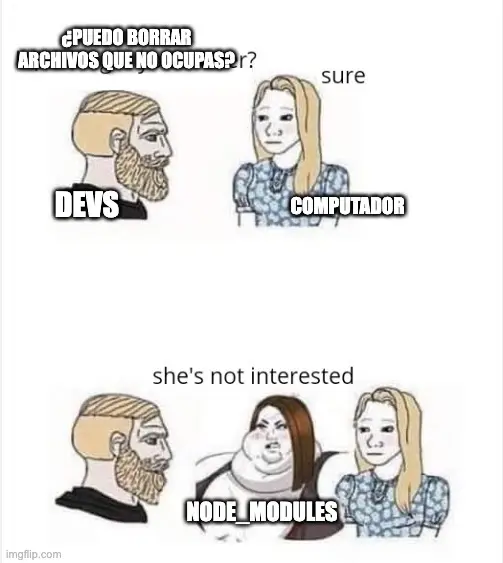 ¿PUEDO BORRAR
ARCHIVOS QUE NO OCUPAS?
r?
sure
DEVS
COMPUTADOR
she's not interested
NODE_MODULES
imgflip.com